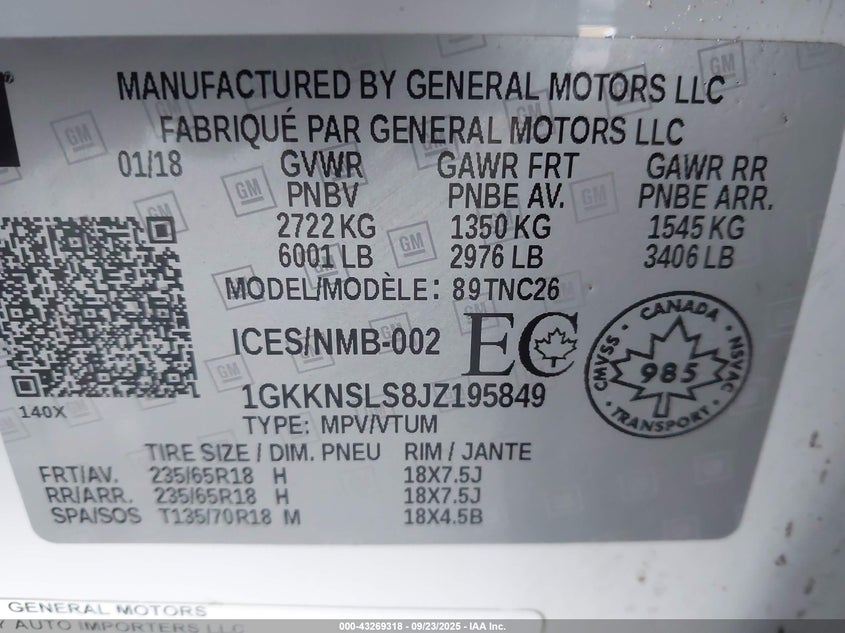 MANUFACTURED BY GENERAL MOTORS LLC
FABRIQUÉ PAR GENERAL MOTORS LLC
01/18 GVWR GAWR FRT GAWR RR
PNBV PNBE AV. PNBE ARR.
2722 KG 1350 KG 1545 KG
6001 LB 2976 LB 3406 LB
MODEL/MODÈLE: 89TNC26
ICES/NMB-002 EC
CANADA
CMVSS 985 NSVAC
TRANSPORT
140X
1GKKNSLS8JZ195849
TYPE: MPV/VTUM
TIRE SIZE / DIM. PNEU RIM / JANTE
FRT/AV. 235/65R18 H 18X7.5J
RR/ARR. 235/65R18 H 18X7.5J
SPA/SOS T135/70R18 M 18X4.5B
GENERAL MOTORS
Y AUTO IMPORTERS LLC
000-43269318 - 09/23/2025 - IAA Inc.